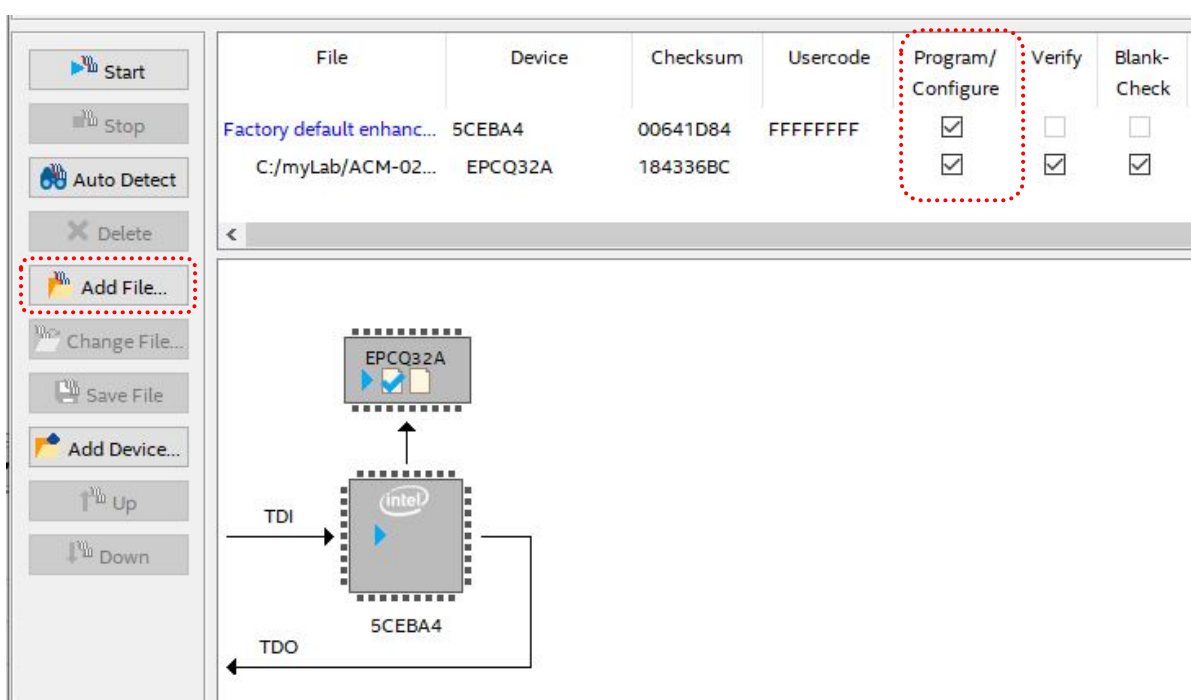 Start
Stop
Auto Detect
Delete
Add File...
Change File...
Save File
Add Device...
Up
Down
File Device Checksum Usercode Program/ Verify Blank-
Configure Check
Factory default enhanc... 5CEBA4 00641D84 FFFFFFFF
C:/myLab/ACM-02... EPCQ32A 184336BC
EPCQ32A
intel
TDI
5CEBA4
TDO